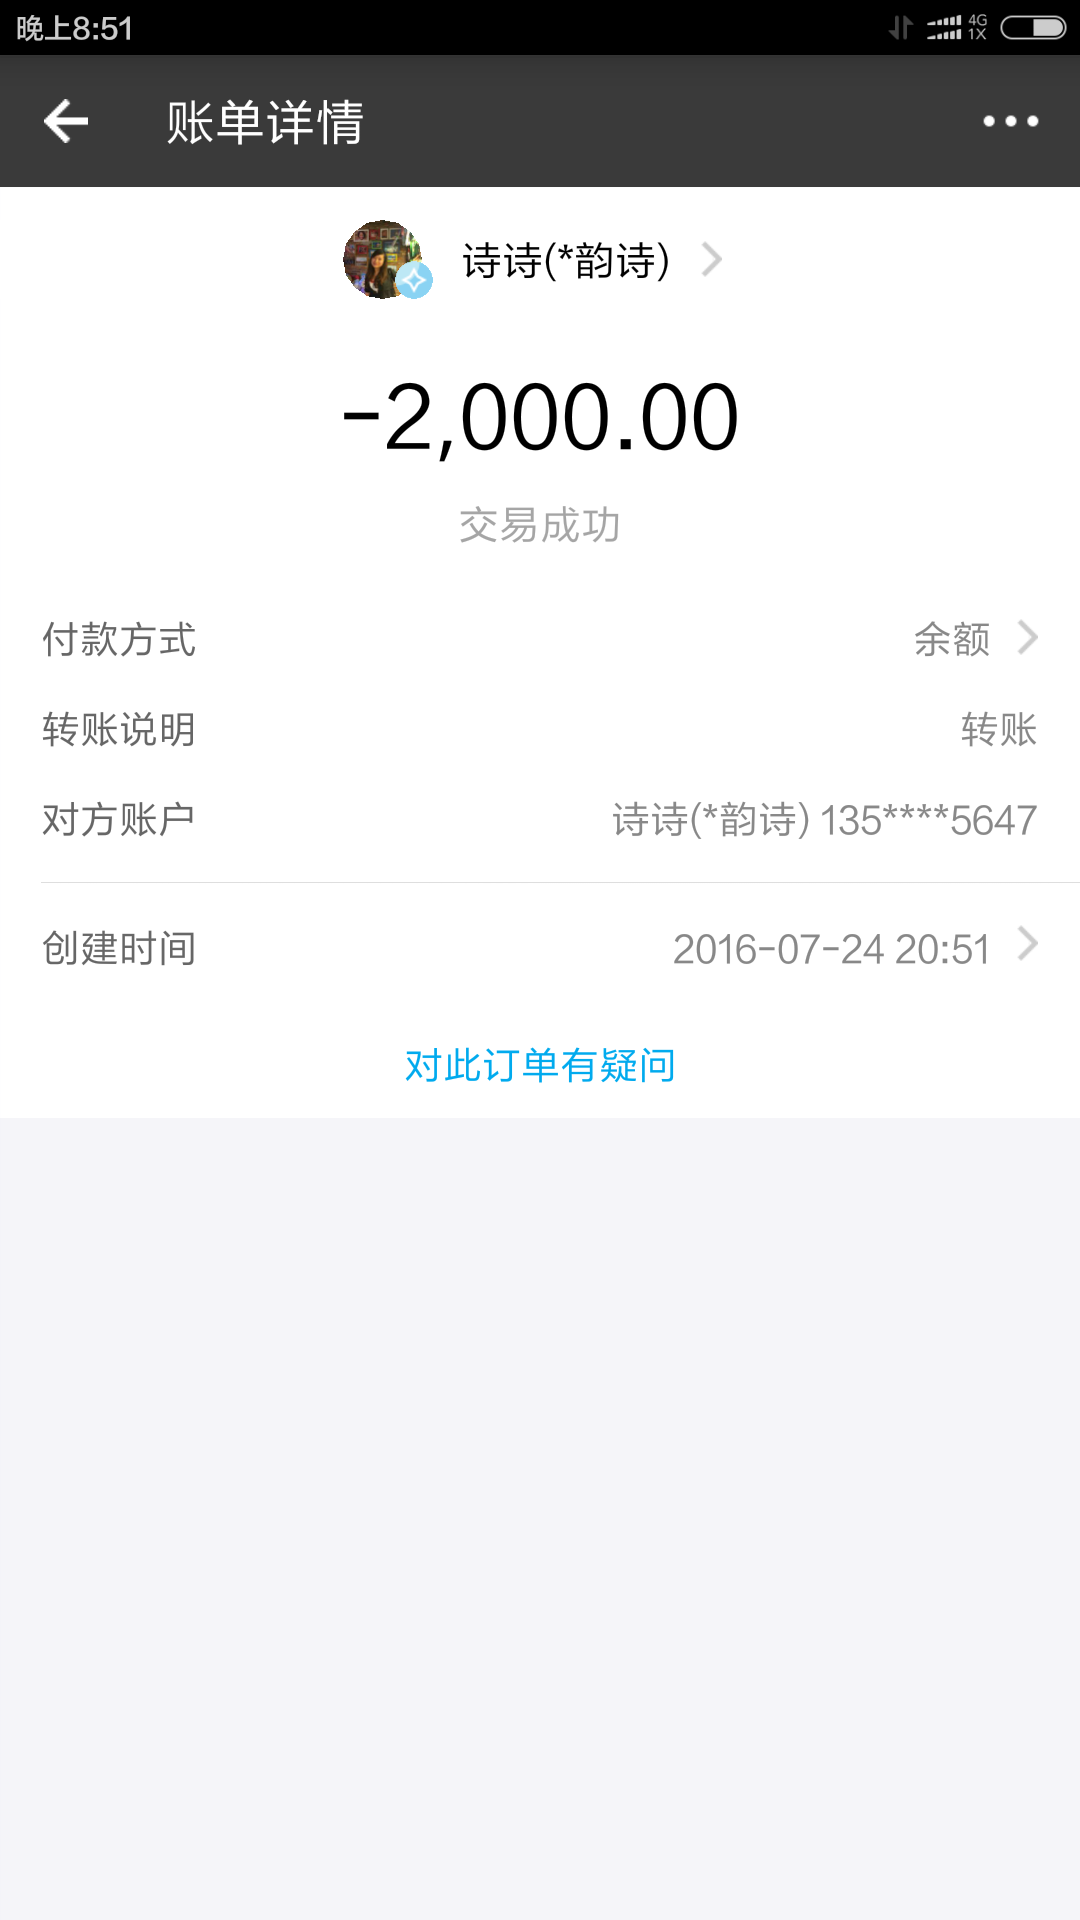 晚上8:51
4G
1X
账单详情
诗诗(*韵诗)
-2,000.00
交易成功
付款方式 余额
转账说明 转账
对方账户 诗诗(*韵诗) 135****5647
创建时间 2016-07-24 20:51
对此订单有疑问